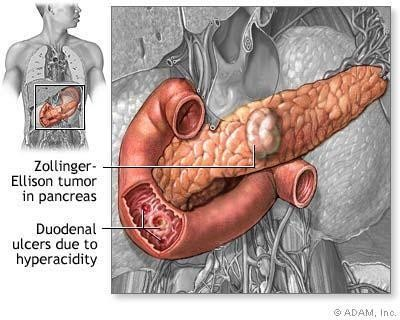 Zollinger-
Ellison tumor
in pancreas
Duodenal
ulcers due to
hyperacidity
© ADAM, Inc.